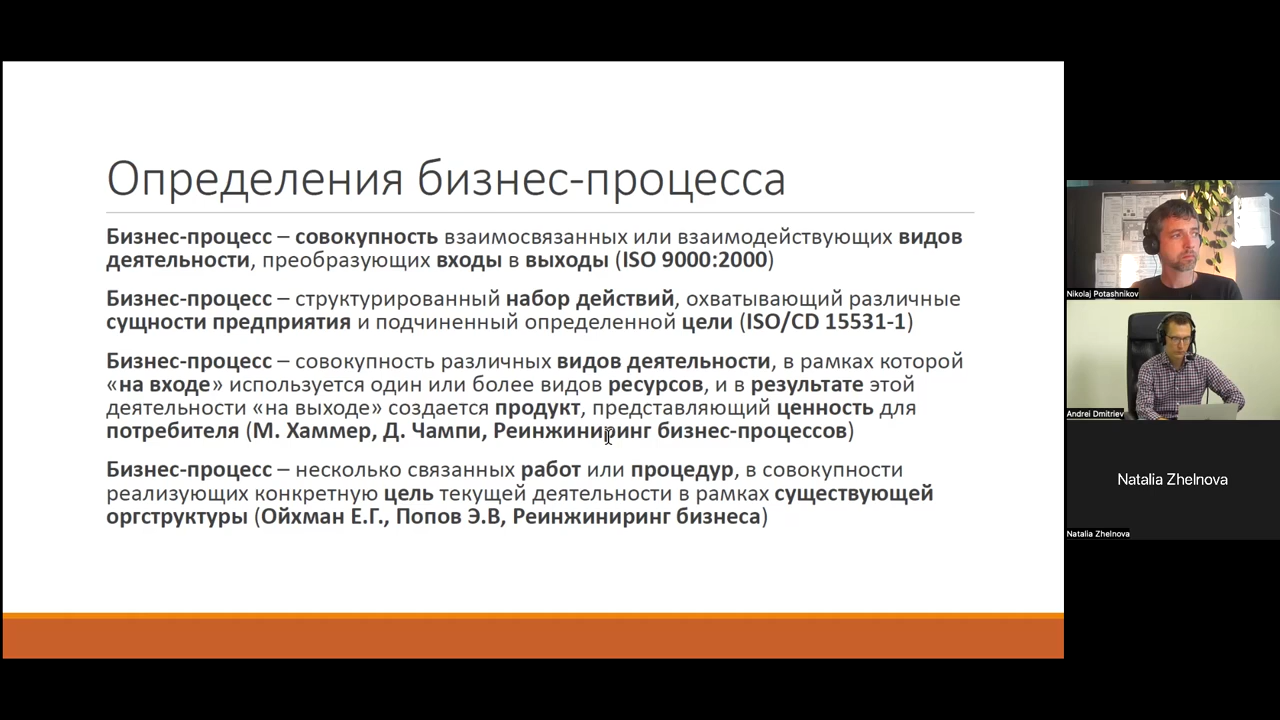 Определения бизнес-процесса
Бизнес-процесс – совокупность взаимосвязанных или взаимодействующих видов
деятельности, преобразующих входы в выходы (ISO 9000:2000)
Бизнес-процесс – структурированный набор действий, охватывающий различные
сущности предприятия и подчиненный определенной цели (ISO/CD 15531-1)
Бизнес-процесс – совокупность различных видов деятельности, в рамках которой
«на входе» используется один или более видов ресурсов, и в результате этой
деятельности «на выходе» создается продукт, представляющий ценность для
потребителя (М. Хаммер, Д. Чампи, Реинжиниринг бизнес-процессов)
Бизнес-процесс – несколько связанных работ или процедур, в совокупности
реализующих конкретную цель текущей деятельности в рамках существующей
оргструктуры (Ойхман Е.Г., Попов Э.В, Реинжиниринг бизнеса)
Nikolaj Potashnikov
Andrei Dmitriev
Natalia Zhelnova
Natalia Zhelnova